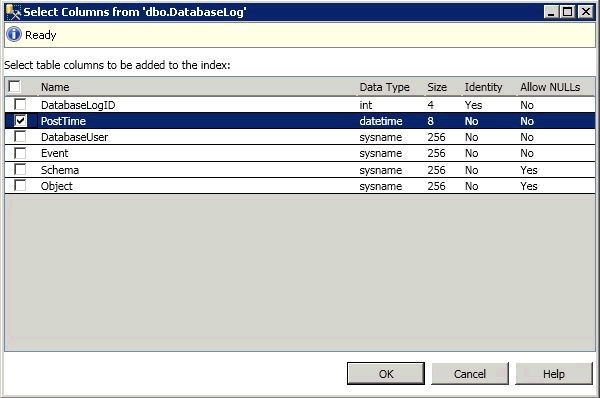 Select Columns from 'dbo.DatabaseLog'
Ready
Select table columns to be added to the index:
Name Data Type Size Identity Allow NULLs
DatabaseLogID int 4 Yes No
PostTime datetime 8 No No
DatabaseUser sysname 256 No No
Event sysname 256 No No
Schema sysname 256 No Yes
Object sysname 256 No Yes
OK Cancel Help